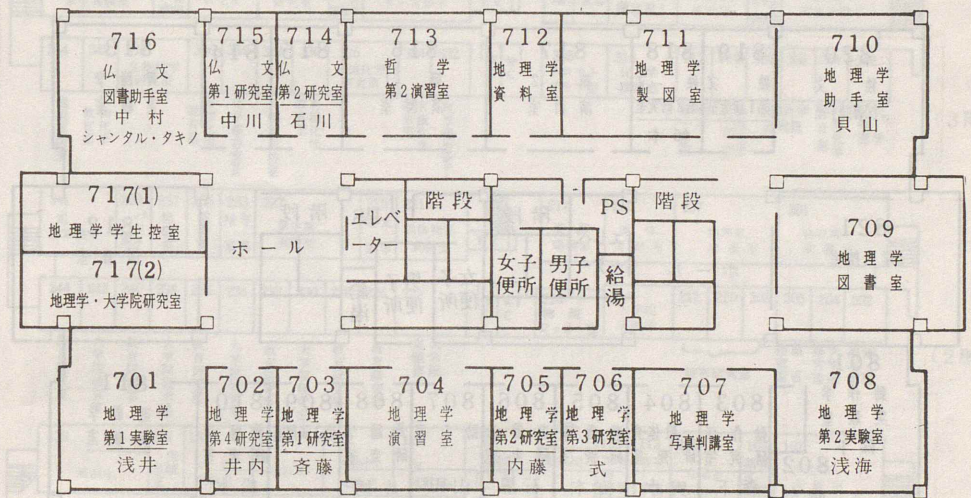 716
仏文
図書助手室
中村
シャンタル・タキノ
715
仏文
第1研究室
中川
714
仏文
第2研究室
石川
713
哲学
第2演習室
712
地理学
資料室
711
地理学
製図室
710
地理学
助手室
貝山
717(1)
地理学学生控室
717(2)
地理学・大学院研究室
ホール
エレベ
ーター
階段
女子
便所
男子
便所
PS
給湯
階段
709
地理学
図書室
701
地理学
第1実験室
浅井
702
地理学
第4研究室
井内
703
地理学
第1研究室
斉藤
704
地理学
演習室
705
地理学
第2研究室
内藤
706
地理学
第3研究室
式
707
地理学
写真判講室
708
地理学
第2実験室
浅海